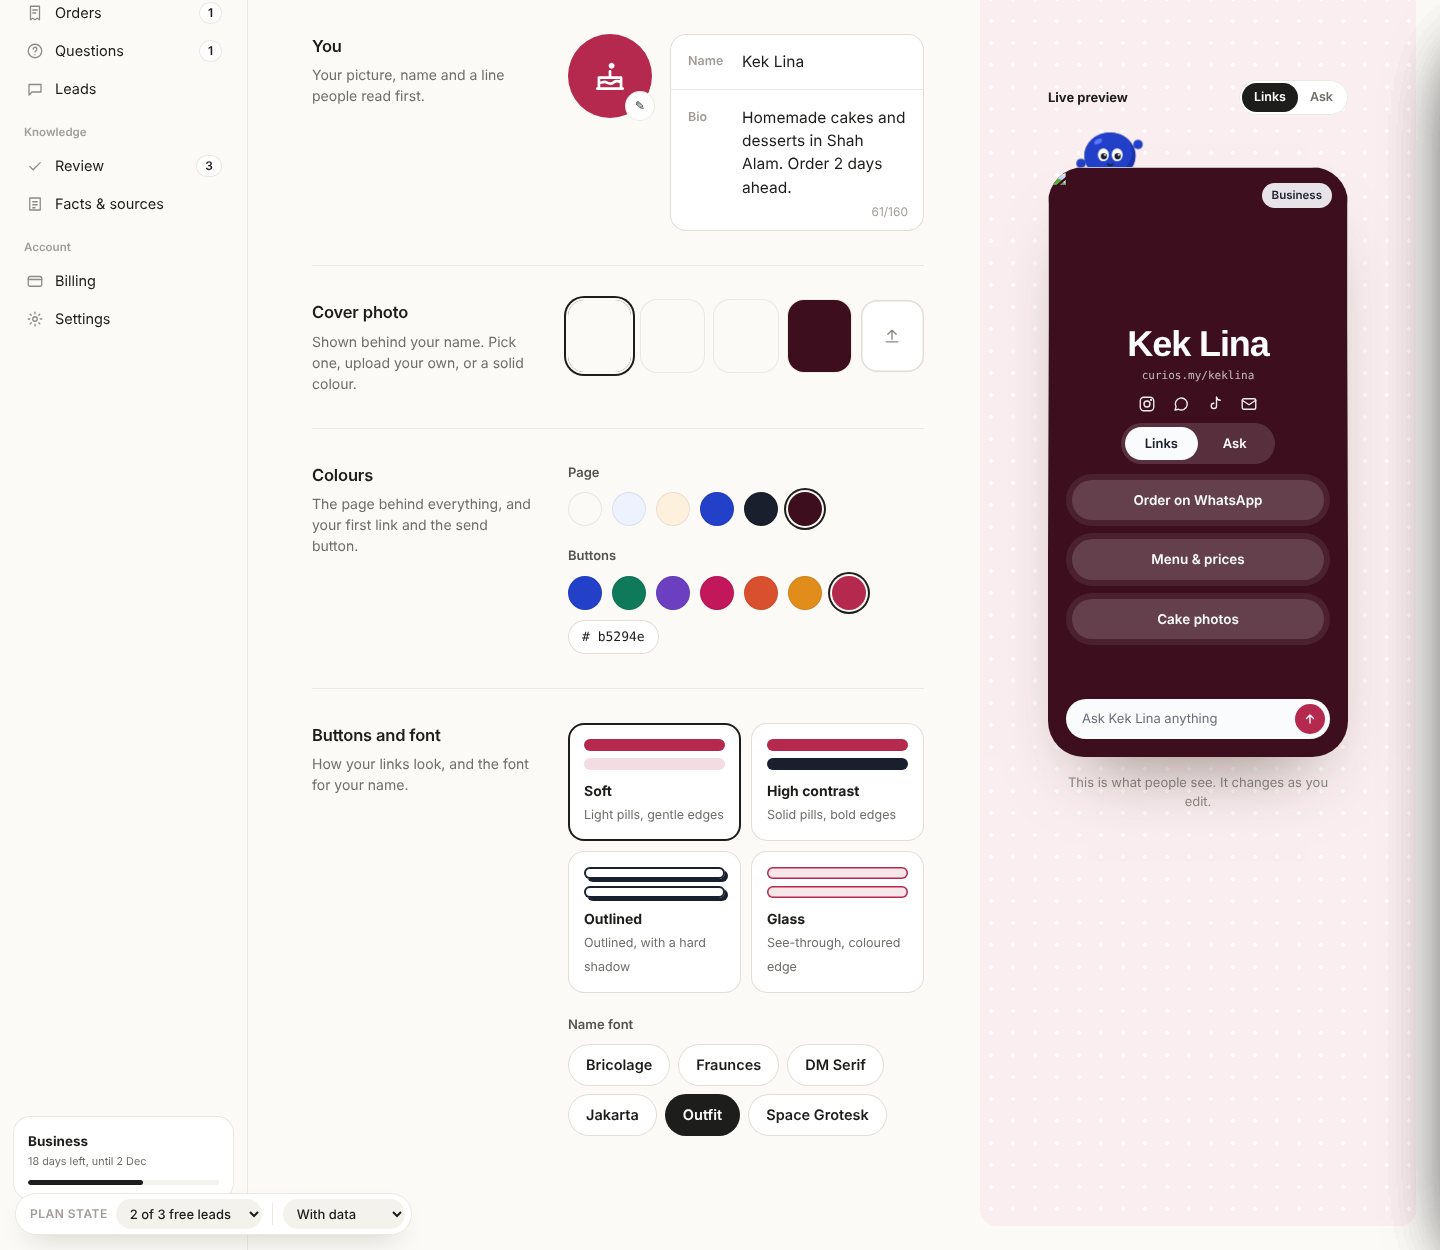 Orders 1
Questions 1
Leads
Knowledge
Review 3
Facts & sources
Account
Billing
Settings
Business
18 days left, until 2 Dec
PLAN STATE 2 of 3 free leads With data
You
Your picture, name and a line
people read first.
Name Kek Lina
Bio Homemade cakes and
desserts in Shah
Alam. Order 2 days
ahead.
61/160
Cover photo
Shown behind your name. Pick
one, upload your own, or a solid
colour.
Colours
The page behind everything, and
your first link and the send
button.
Page
Buttons
# b5294e
Buttons and font
How your links look, and the font
for your name.
Soft
Light pills, gentle edges
High contrast
Solid pills, bold edges
Outlined
Outlined, with a hard
shadow
Glass
See-through, coloured
edge
Name font
Bricolage Fraunces DM Serif
Jakarta Outfit Space Grotesk
Live preview Links Ask
Business
Kek Lina
curios.my/keklina
Links Ask
Order on WhatsApp
Menu & prices
Cake photos
Ask Kek Lina anything
This is what people see. It changes as you
edit.